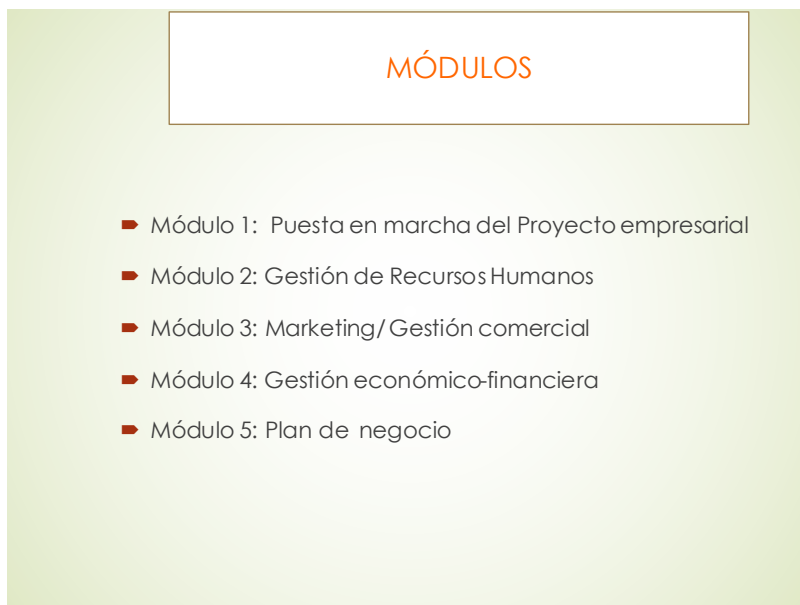 MÓDULOS
Módulo 1: Puesta en marcha del Proyecto empresarial
Módulo 2: Gestión de Recursos Humanos
Módulo 3: Marketing/ Gestión comercial
Módulo 4: Gestión económico-financiera
Módulo 5: Plan de negocio